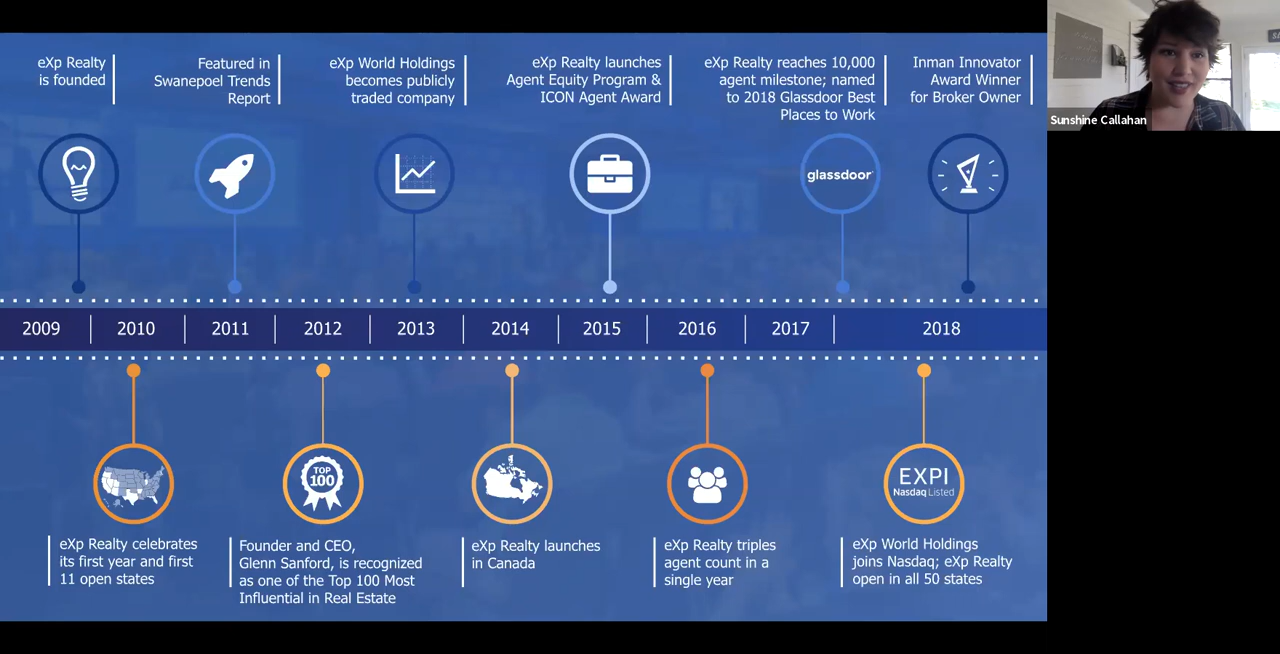 eXp Realty
is founded
Featured in
Swanepoel Trends
Report
eXp World Holdings
becomes publicly
traded company
eXp Realty launches
Agent Equity Program &
ICON Agent Award
eXp Realty reaches 10,000
agent milestone; named
to 2018 Glassdoor Best
Places to Work
Inman Innovator
Award Winner
for Broker Owner
Sunshine Callahan
glassdoor
2009
2010
2011
2012
2013
2014
2015
2016
2017
2018
TOP
100
EXPI
Nasdaq Listed
eXp Realty celebrates
its first year and first
11 open states
Founder and CEO,
Glenn Sanford, is recognized
as one of the Top 100 Most
Influential in Real Estate
eXp Realty launches
in Canada
eXp Realty triples
agent count in a
single year
eXp World Holdings
joins Nasdaq; eXp Realty
open in all 50 states